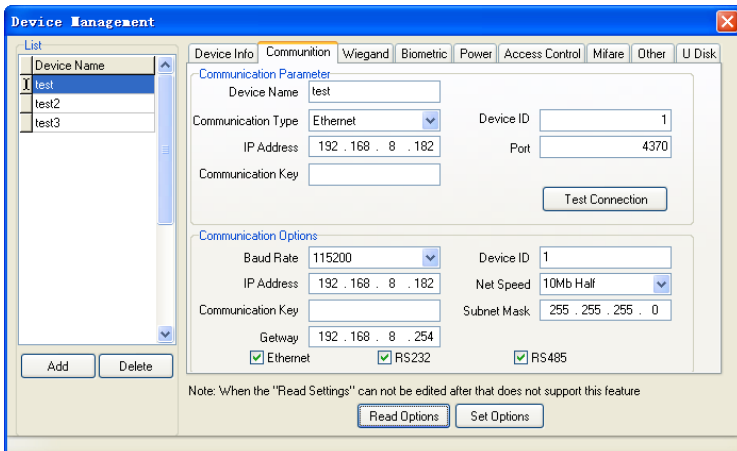 Device Management
List
Device Name
test
test2
test3
Add
Delete
Device Info
Communition
Wiegand
Biometric
Power
Access Control
Mifare
Other
U Disk
Communication Parameter
Device Name test
Communication Type Ethernet
Device ID 1
IP Address 192 . 168 . 8 . 182
Port 4370
Communication Key
Test Connection
Communication Options
Baud Rate 115200
Device ID 1
IP Address 192 . 168 . 8 . 182
Net Speed 10Mb Half
Communication Key
Subnet Mask 255 . 255 . 255 . 0
Getway 192 . 168 . 8 . 254
Ethernet
RS232
RS485
Note: When the "Read Settings" can not be edited after that does not support this feature
Read Options
Set Options